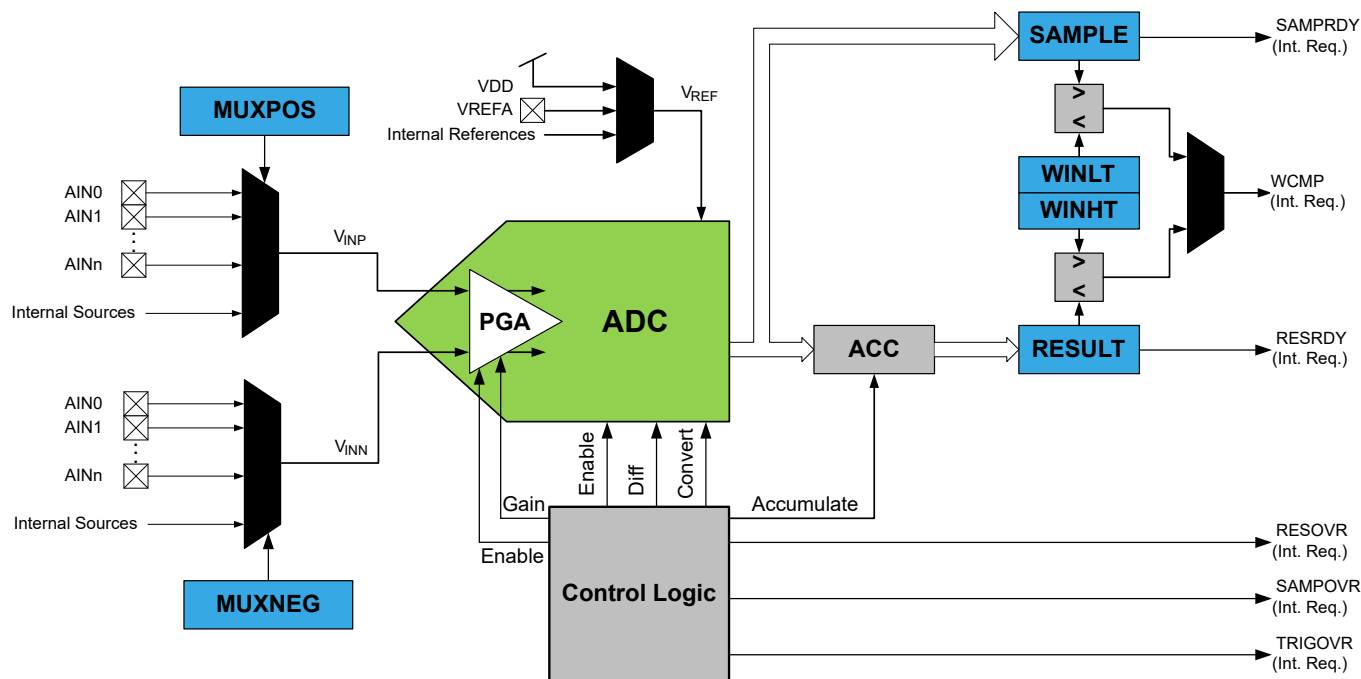 MUXPOS
AIN0
AIN1
AINn
Internal Sources
VINP
VDD
VREFA
Internal References
VREF
PGA
ADC
AIN0
AIN1
AINn
Internal Sources
VINN
MUXNEG
Gain
Enable
Enable
Diff
Convert
Accumulate
Control Logic
ACC
SAMPLE
>
<
WINLT
WINHT
>
<
RESULT
SAMPRDY
(Int. Req.)
WCMP
(Int. Req.)
RESRDY
(Int. Req.)
RESOVR
(Int. Req.)
SAMPOVR
(Int. Req.)
TRIGOVR
(Int. Req.)